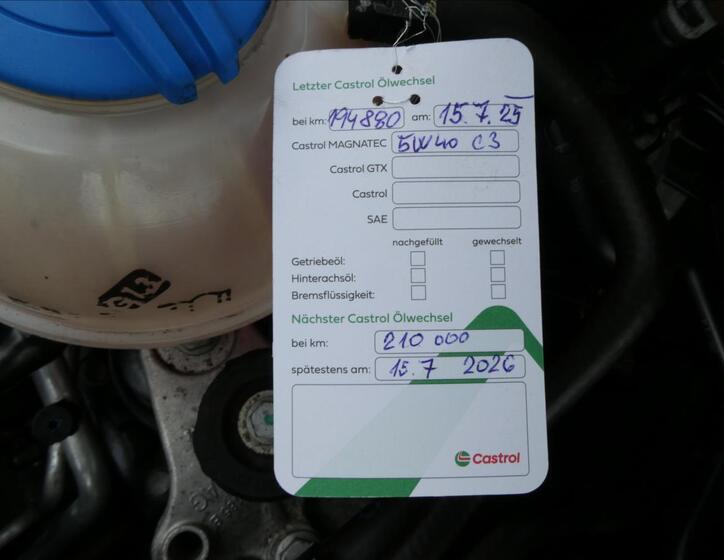 Letzter Castrol Ölwechsel
bei km: 194880 am: 15.7.25
Castrol MAGNATEC 5W40 C3
Castrol GTX
Castrol
SAE
nachgefüllt gewechselt
Getriebeöl:
Hinterachsöl:
Bremsflüssigkeit:
Nächster Castrol Ölwechsel
bei km: 210 000
spätestens am: 15.7 2026
Castrol